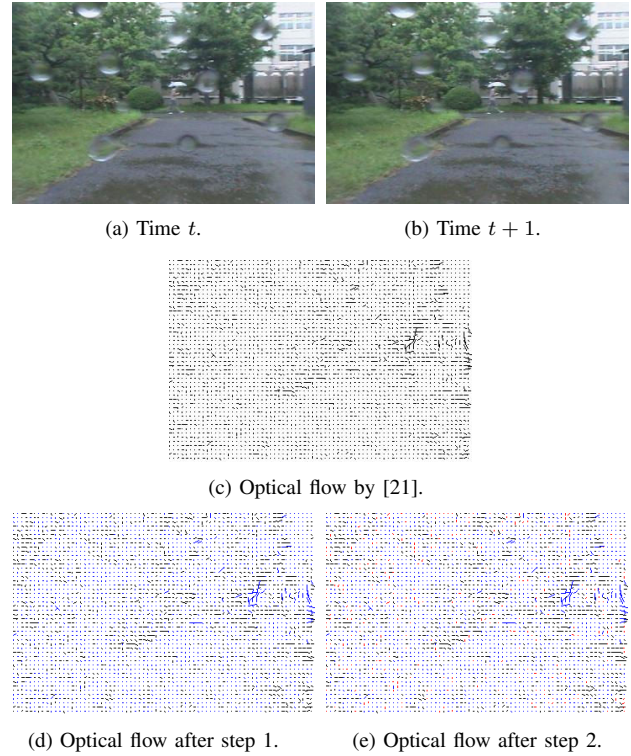 (a) Time t.
(b) Time t + 1.
(c) Optical flow by [21].
(d) Optical flow after step 1.
(e) Optical flow after step 2.